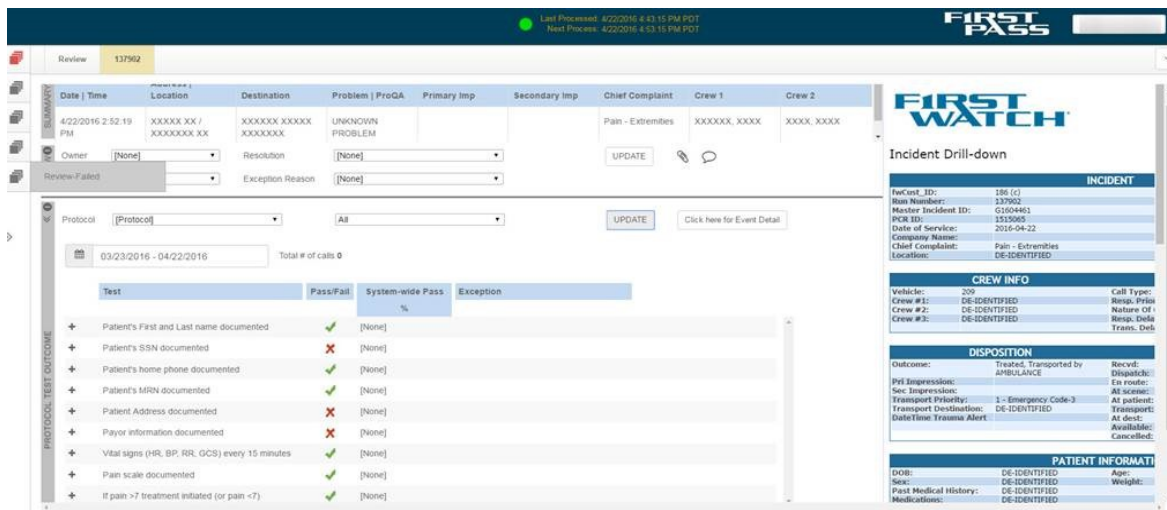 Last Processed: 4/22/2016 4:43:15 PM PDT
Next Process: 4/22/2016 4:53:15 PM PDT
FIRST
PASS
Review 137902
SUMMARY
Date | Time Location Destination Problem | ProQA Primary Imp Secondary Imp Chief Complaint Crew 1 Crew 2
4/22/2016 2:52:19 XXXXX XX / XXXXXX XXXXX UNKNOWN Pain - Extremities XXXXXX, XXXX XXXX, XXXX
PM XXXXXXX XX XXXXXXX PROBLEM
Owner [None] Resolution [None] UPDATE
Review-Failed Exception Reason [None]
Protocol [Protocol] All UPDATE Click here for Event Detail
03/23/2016 - 04/22/2016 Total # of calls 0
Test Pass/Fail System-wide Pass Exception
%
PROTOCOL TEST OUTCOME
Patient's First and Last name documented [None]
Patient's SSN documented [None]
Patient's home phone documented [None]
Patient's MRN documented [None]
Patient Address documented [None]
Payor information documented [None]
Vital signs (HR, BP, RR, GCS) every 15 minutes [None]
Pain scale documented [None]
If pain >7 treatment initiated (or pain <7) [None]
FIRST
WATCH
Incident Drill-down
INCIDENT
fwCust_ID: 186 (c)
Run Number: 137902
Master Incident ID: G1604461
PCR ID: 1515065
Date of Service: 2016-04-22
Company Name:
Chief Complaint: Pain - Extremities
Location: DE-IDENTIFIED
CREW INFO
Vehicle: 209 Call Type:
Crew #1: DE-IDENTIFIED Resp. Prior
Crew #2: DE-IDENTIFIED Nature Of
Crew #3: DE-IDENTIFIED Resp. Dela
Trans. Del
DISPOSITION
Outcome: Treated, Transported by Recvd:
AMBULANCE Dispatch:
Pri Impression: En route:
Sec Impression: At scene:
Transport Priority: 1 - Emergency Code-3 At patient:
Transport Destination: DE-IDENTIFIED Transport:
DateTime Trauma Alert At dest:
Available:
Cancelled:
PATIENT INFORMATI
DOB: DE-IDENTIFIED Age:
Sex: DE-IDENTIFIED Weight:
Past Medical History: DE-IDENTIFIED
Medications: DE-IDENTIFIED